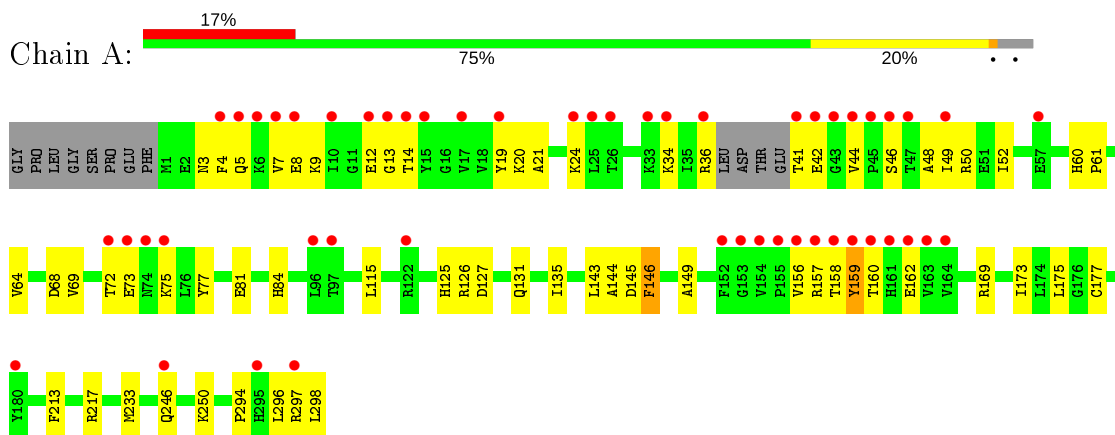 17%
Chain A:
75% 20% • •
GLY PRO LEU GLY SER PRO GLU PHE M1 E2 N3 F4 Q5 K6 V7 E8 K9 I10 G11 E12 G13 T14 Y15 G16 V17 V18 Y19 K20 A21 K24 L25 T26 K33 K34 I35 R36 LEU ASP THR GLU T41 E42 G43 V44 P45 S46 T47 A48 I49 R50 E51 I52 E57 H60 P61
V64 D68 V69 T72 E73 N74 K75 L76 Y77 E81 H84 L96 T97 L115 R122 H125 R126 D127 Q131 I135 L143 A144 D145 F146 A149 F152 G153 V154 P155 V156 R157 T158 Y159 T160 H161 E162 V163 V164 R169 I173 L174 L175 G176 C177
Y180 F213 R217 M233 Q246 K250 P294 H295 L296 R297 L298